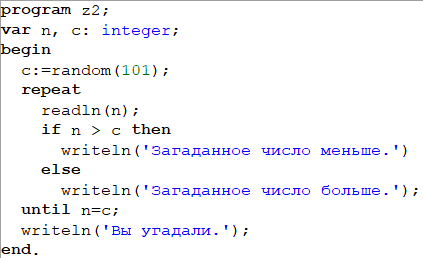 program z2;
var n, c: integer;
begin
  c:=random(101);
  repeat
    readln(n);
    if n > c then
      writeln('Загаданное число меньше.')
    else
      writeln('Загаданное число больше.');
  until n=c;
  writeln('Вы угадали.');
end.